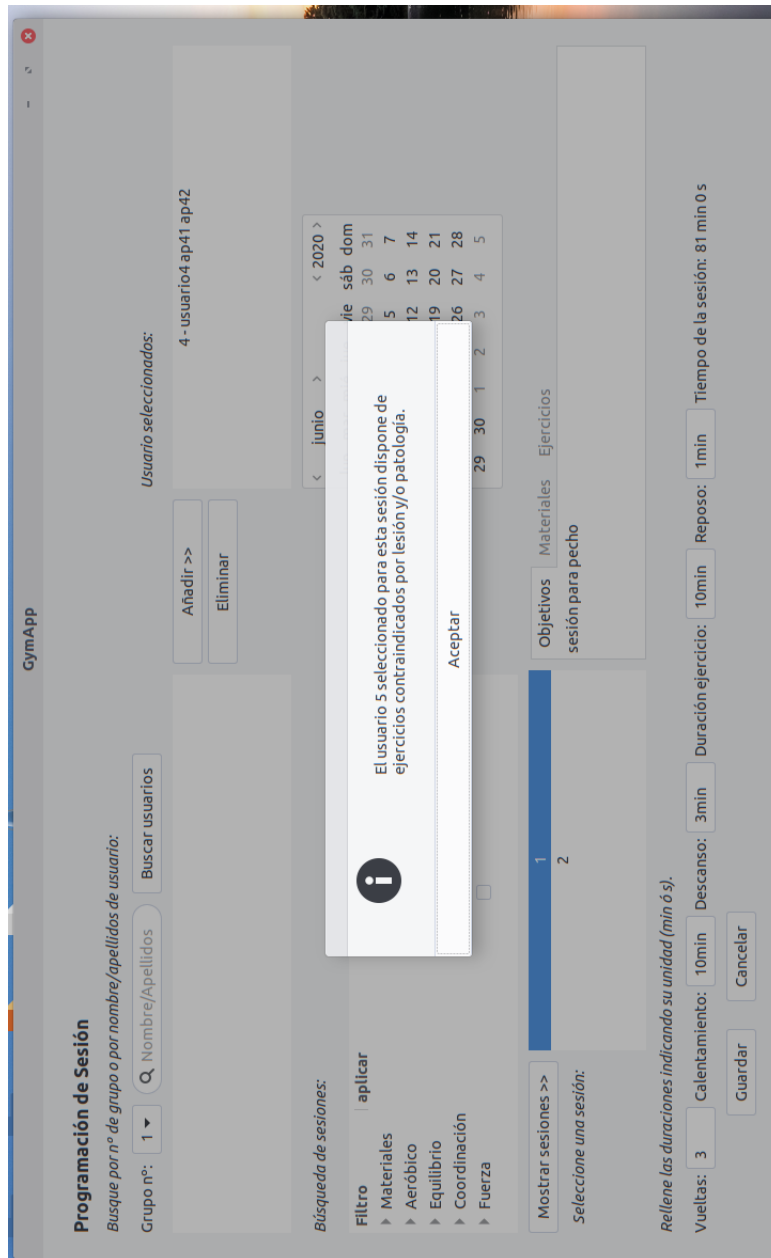 GymApp
Programación de Sesión
Busque por nº de grupo o por nombre/apellidos de usuario:
Grupo nº: 1 Nombre/Apellidos Buscar usuarios
Usuario seleccionados:
Añadir >>
Eliminar
4 - usuario4 ap41 ap42
Búsqueda de sesiones:
Filtro aplicar
Materiales
Aeróbico
Equilibrio
Coordinación
Fuerza
< junio > < 2020 >
vie sáb dom
29 30 31
5 6 7
12 13 14
19 20 21
26 27 28
29 30 1 2 3 4 5
El usuario 5 seleccionado para esta sesión dispone de
ejercicios contraindicados por lesión y/o patología.
Aceptar
Mostrar sesiones >>
Seleccione una sesión:
1
2
Objetivos Materiales Ejercicios
sesión para pecho
Rellene las duraciones indicando su unidad (min ó s).
Vueltas: 3 Calentamiento: 10min Descanso: 3min Duración ejercicio: 10min Reposo: 1min Tiempo de la sesión: 81 min 0 s
Guardar Cancelar